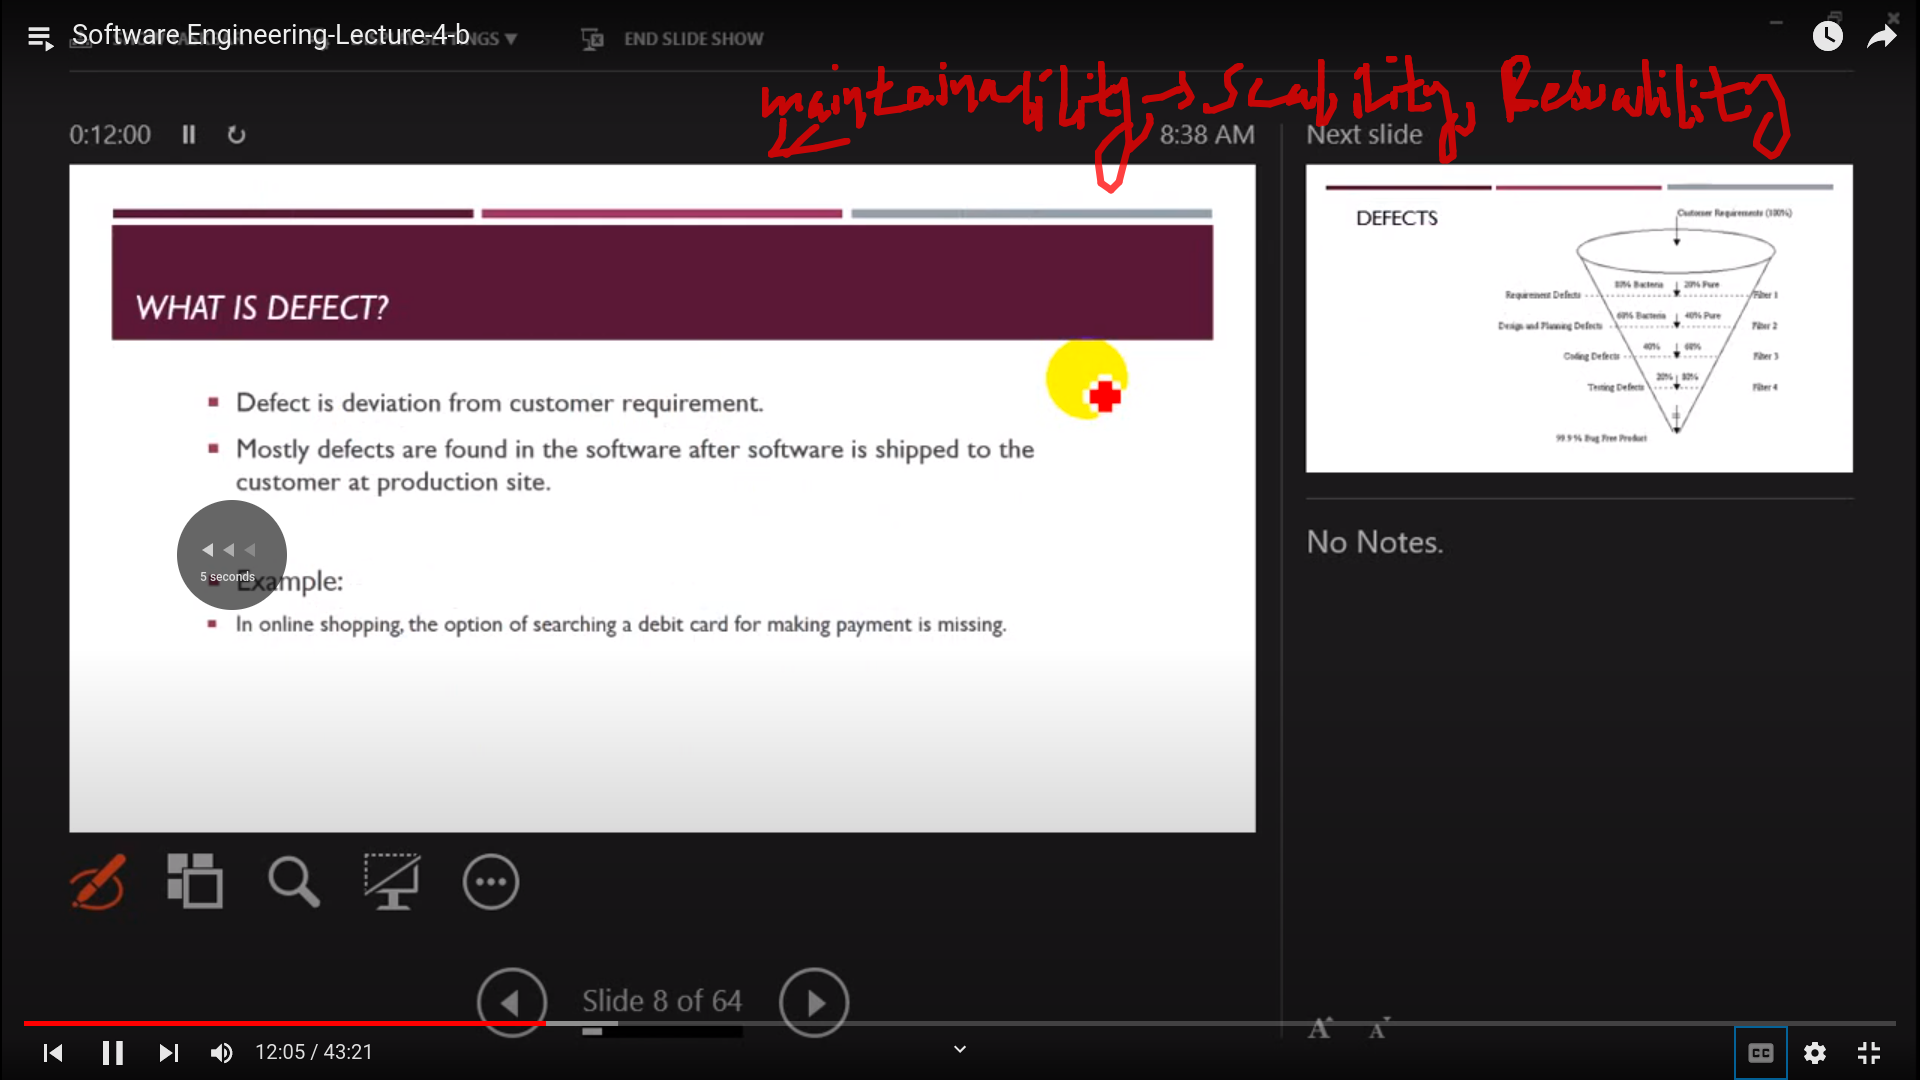 Software Engineering-Lecture-4-b
END SLIDE SHOW
maintainability → Scability, Resuability
0:12:00
8:38 AM
Next slide
WHAT IS DEFECT?
Defect is deviation from customer requirement.
Mostly defects are found in the software after software is shipped to the
customer at production site.
Example:
In online shopping, the option of searching a debit card for making payment is missing.
5 seconds
DEFECTS
Customer Requirements (100%)
80% Bacteria 20% Pure
Requirement Defects Filter 1
60% Bacteria 40% Pure
Design and Planning Defects Filter 2
40% 60%
Coding Defects Filter 3
20% 80%
Testing Defects Filter 4
99.9 % Bug Free Product
No Notes.
Slide 8 of 64
A A
12:05 / 43:21
CC